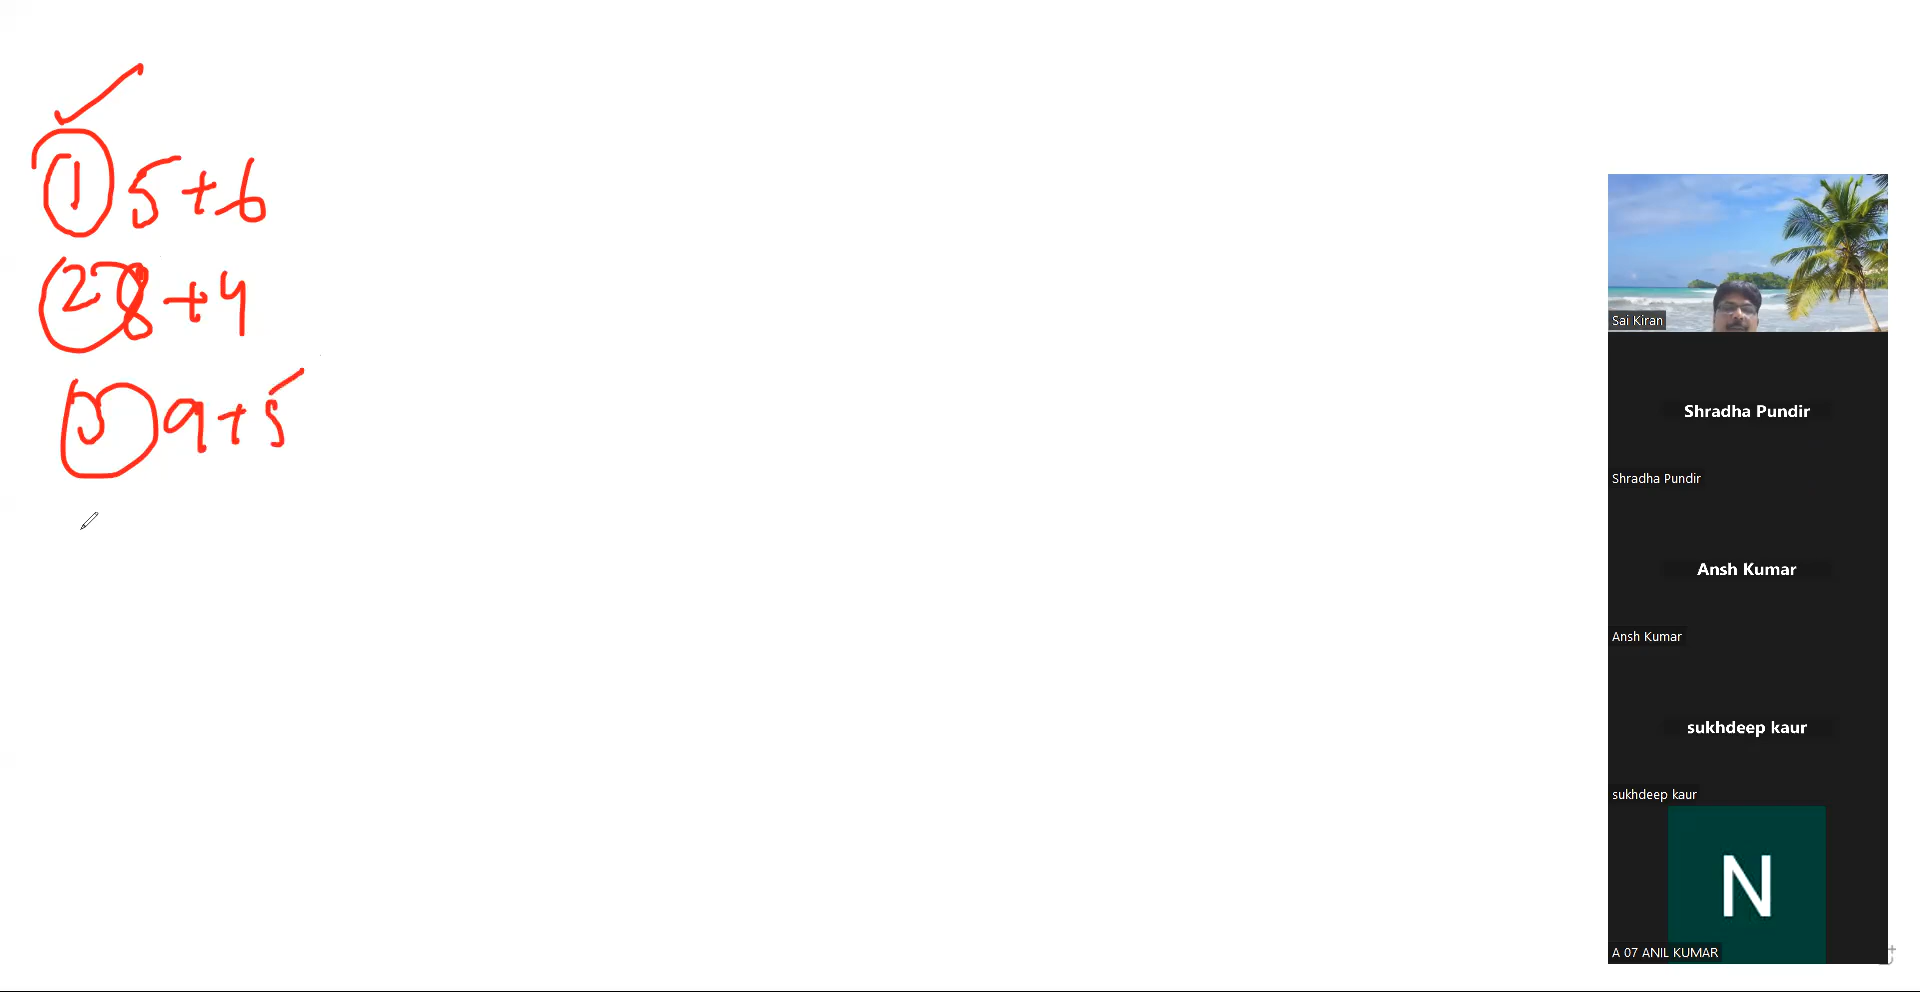 ① 5+6
② 8+4
③ 9+5
Sai Kiran
Shradha Pundir
Shradha Pundir
Ansh Kumar
Ansh Kumar
sukhdeep kaur
sukhdeep kaur
N
A 07 ANIL KUMAR